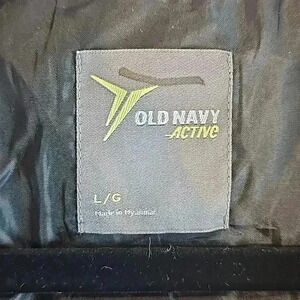 OLD NAVY
ACTIVE
L/G
Made in Myanmar